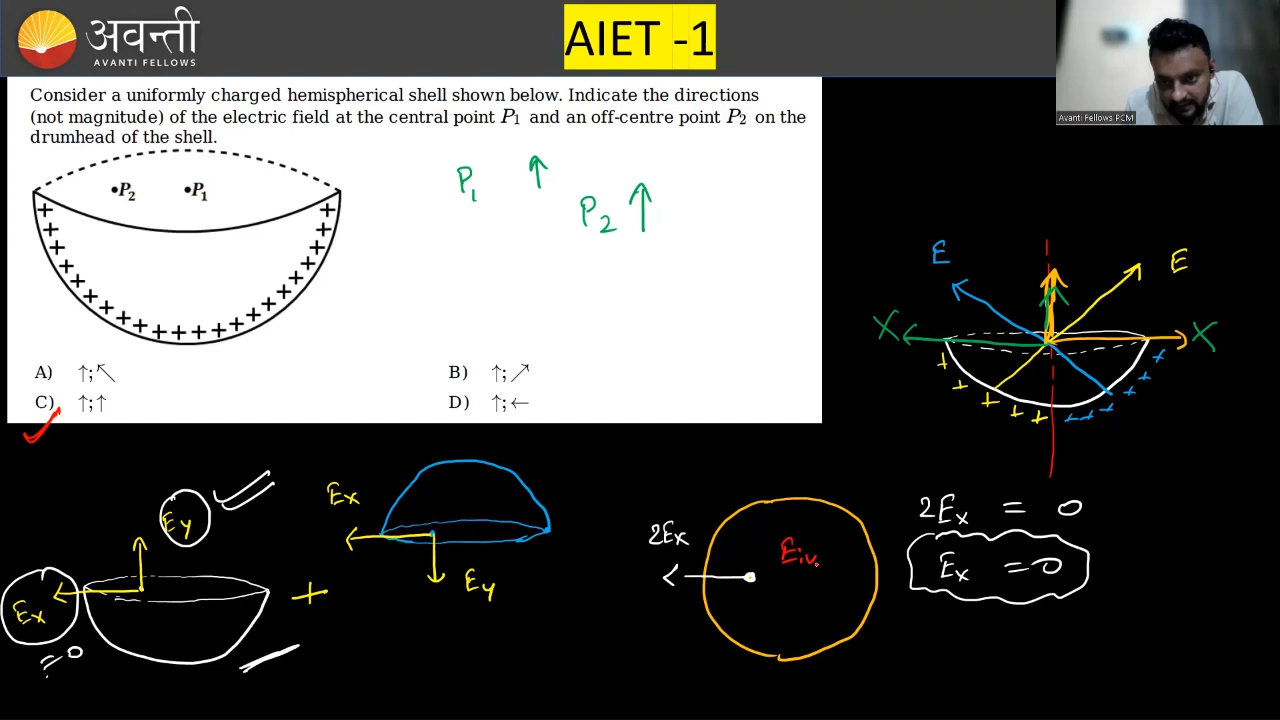 अवन्ती
AVANTI FELLOWS
AIET -1
Avanti Fellows PCM
Consider a uniformly charged hemispherical shell shown below. Indicate the directions
(not magnitude) of the electric field at the central point P₁ and an off-centre point P₂ on the
drumhead of the shell.
•P₂ •P₁
+ + + + + + + + + + + + + + + + + + + + + + +
P₁ ↑
P₂ ↑
A) ↑;↖
B) ↑;↗
C) ↑;↑
D) ↑;←
E E
X X
+ + + + + + + + + + +
Ey
Ex
Ex = 0
+
Ex
Ey
2Ex
Ein
2Ex = 0
Ex = 0